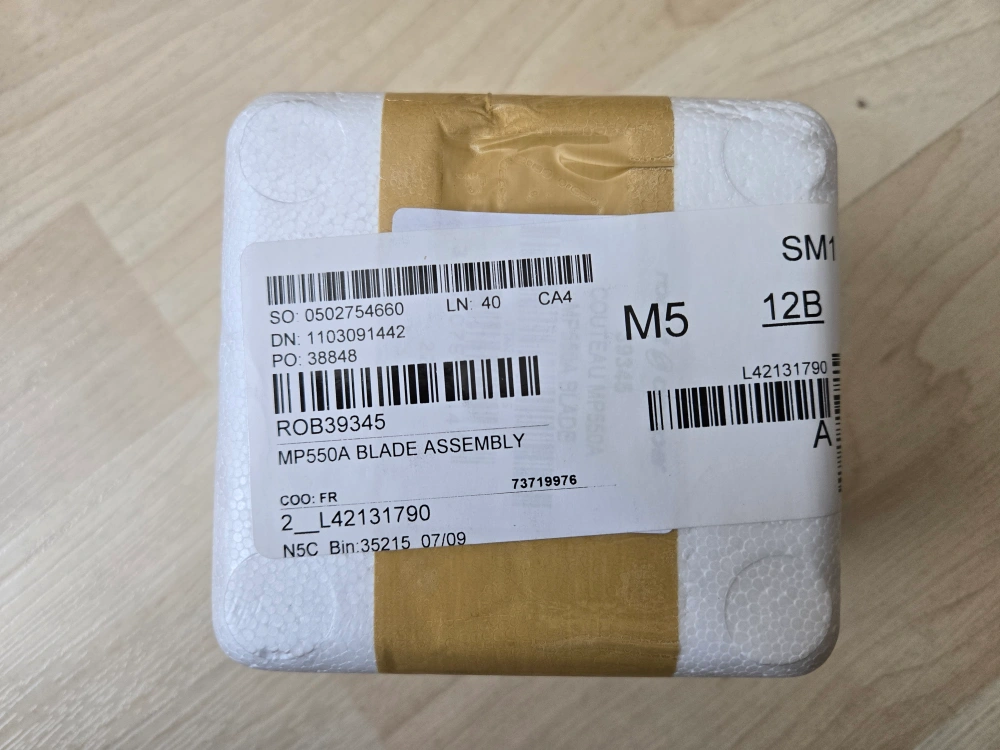 SM1
SO: 0502754660 LN: 40 CA4
M5 12B
DN: 1103091442
PO: 38848
L42131790
ROB39345
A
MP550A BLADE ASSEMBLY
73719976
COO: FR
2__L42131790
N5C Bin:35215 07/09